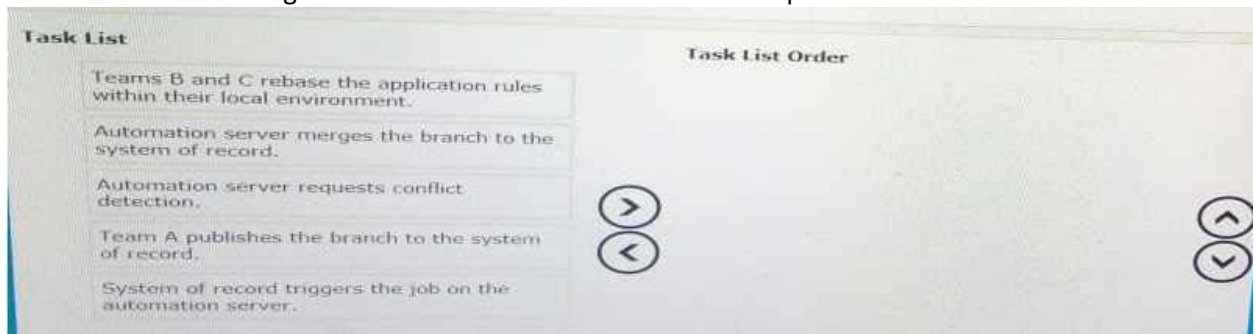 Task List
Task List Order
Teams B and C rebase the application rules
within their local environment.
Automation server merges the branch to the
system of record.
Automation server requests conflict
detection.
Team A publishes the branch to the system
of record.
System of record triggers the job on the
automation server.